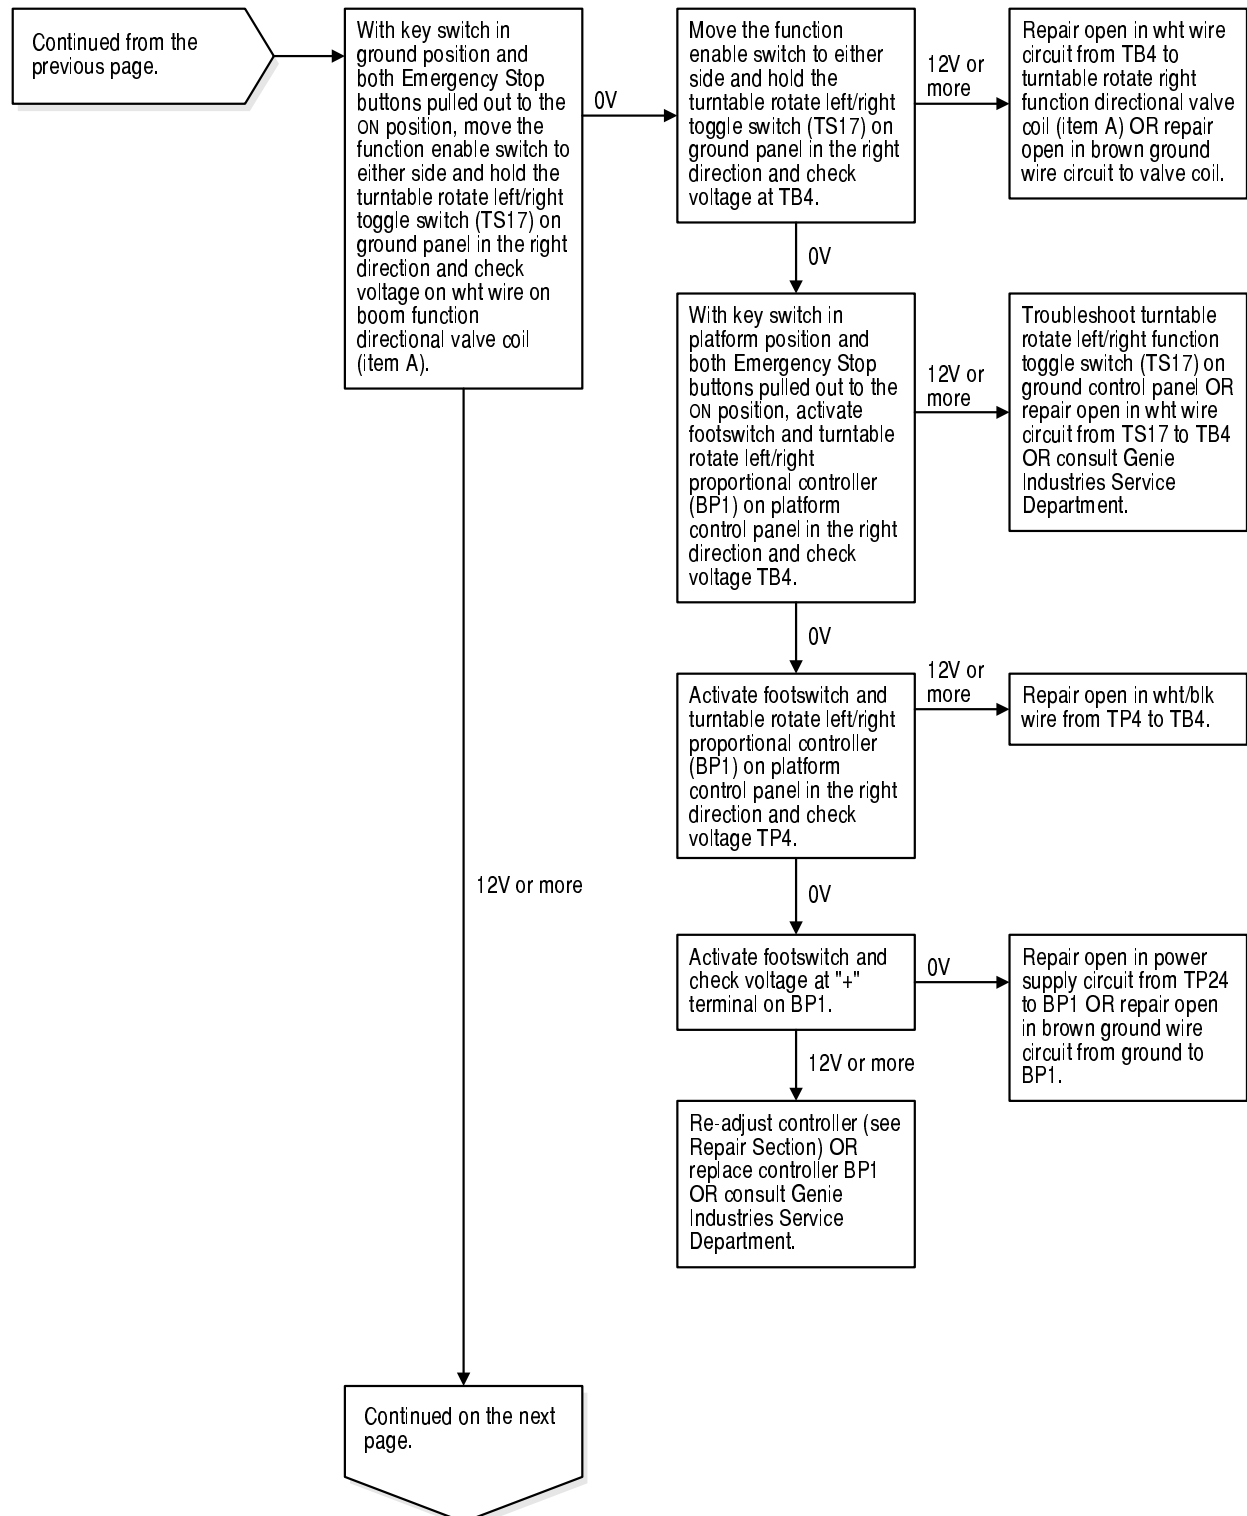 Continued from the
previous page.
With key switch in
ground position and
both Emergency Stop
buttons pulled out to the
ON position, move the
function enable switch to
either side and hold the
turntable rotate left/right
toggle switch (TS17) on
ground panel in the right
direction and check
voltage on wht wire on
boom function
directional valve coil
(item A).
0V
Move the function
enable switch to either
side and hold the
turntable rotate left/right
toggle switch (TS17) on
ground panel in the right
direction and check
voltage at TB4.
12V or
more
Repair open in wht wire
circuit from TB4 to
turntable rotate right
function directional valve
coil (item A) OR repair
open in brown ground
wire circuit to valve coil.
0V
With key switch in
platform position and
both Emergency Stop
buttons pulled out to the
ON position, activate
footswitch and turntable
rotate left/right
proportional controller
(BP1) on platform
control panel in the right
direction and check
voltage TB4.
12V or
more
Troubleshoot turntable
rotate left/right function
toggle switch (TS17) on
ground control panel OR
repair open in wht wire
circuit from TS17 to TB4
OR consult Genie
Industries Service
Department.
0V
Activate footswitch and
turntable rotate left/right
proportional controller
(BP1) on platform
control panel in the right
direction and check
voltage TP4.
12V or
more
Repair open in wht/blk
wire from TP4 to TB4.
12V or more
0V
Activate footswitch and
check voltage at "+"
terminal on BP1.
0V
Repair open in power
supply circuit from TP24
to BP1 OR repair open
in brown ground wire
circuit from ground to
BP1.
12V or more
Re-adjust controller (see
Repair Section) OR
replace controller BP1
OR consult Genie
Industries Service
Department.
Continued on the next
page.